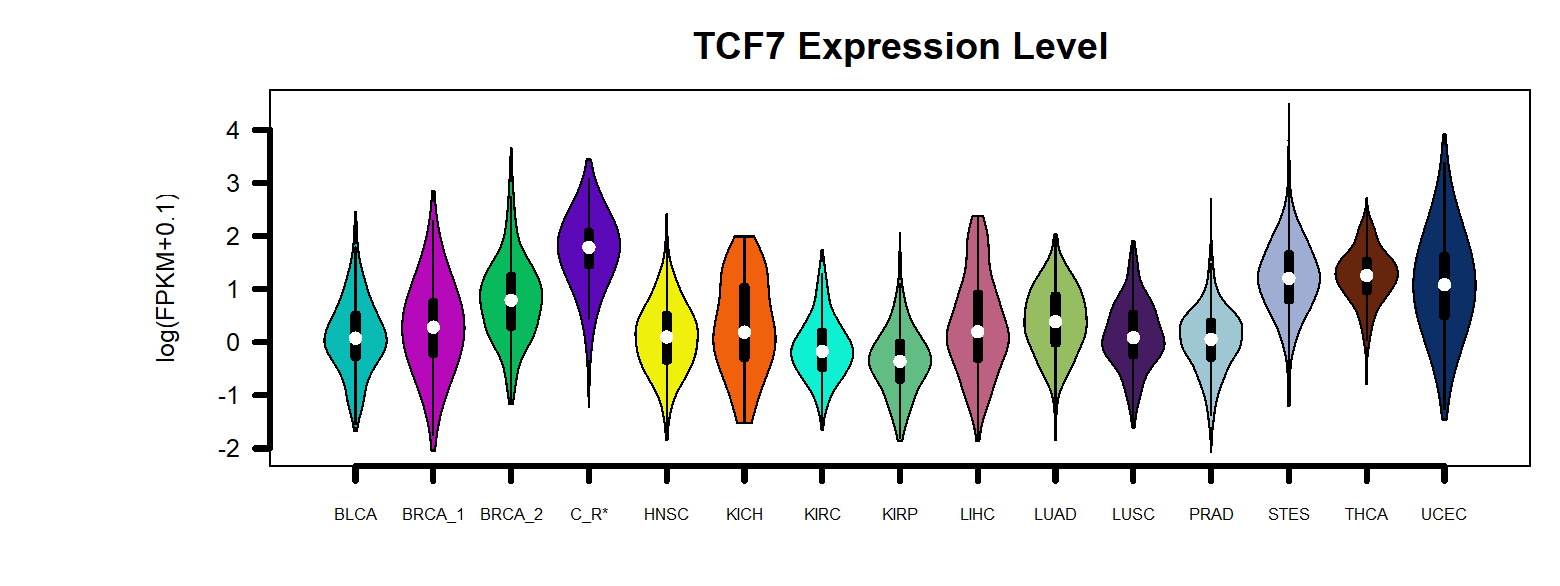 TCF7 Expression Level
log(FPKM+0.1)
4
3
2
1
0
-1
-2
BLCA BRCA_1 BRCA_2 C_R* HNSC KICH KIRC KIRP LIHC LUAD LUSC PRAD STES THCA UCEC